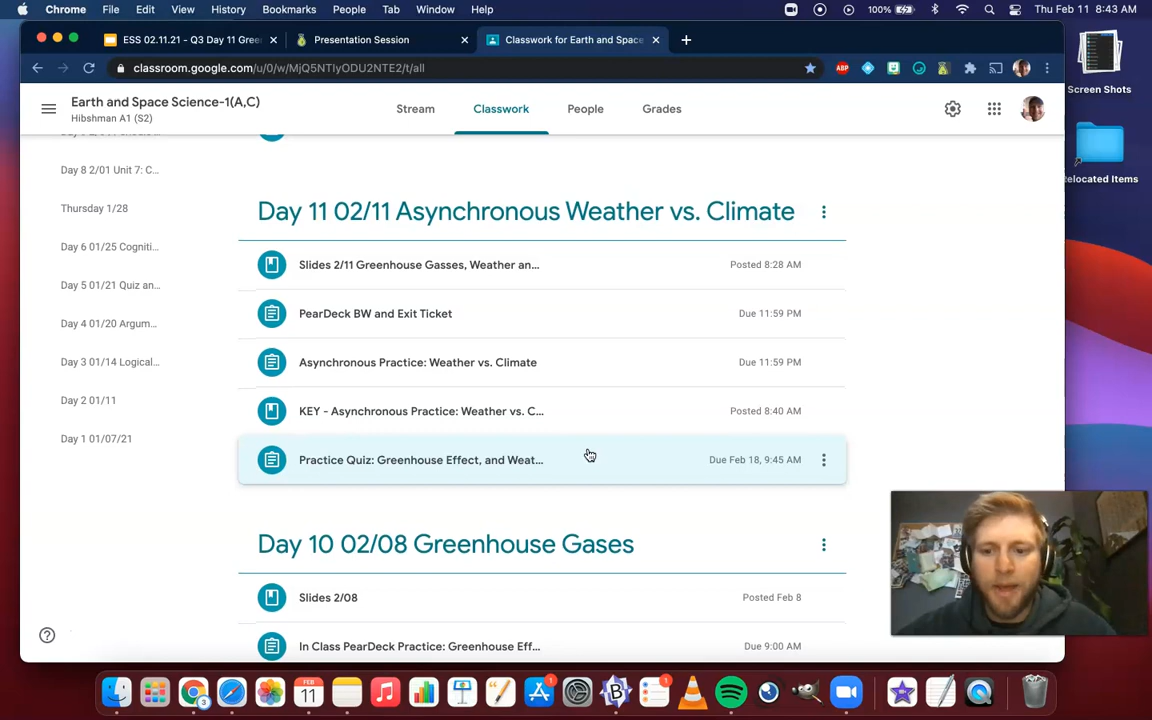 Chrome File Edit View History Bookmarks People Tab Window Help 100% Thu Feb 11 8:43 AM
ESS 02.11.21 - Q3 Day 11 Gree Presentation Session Classwork for Earth and Space
classroom.google.com/u/0/w/MjQ5NTIyODU2NTE2/t/all
ABP
Screen Shots
Earth and Space Science-1(A,C)
Hibshman A1 (S2)
Stream Classwork People Grades
Relocated Items
Day 8 2/01 Unit 7: C...
Thursday 1/28
Day 6 01/25 Cogniti...
Day 5 01/21 Quiz an...
Day 4 01/20 Argum...
Day 3 01/14 Logical...
Day 2 01/11
Day 1 01/07/21
Day 11 02/11 Asynchronous Weather vs. Climate
Slides 2/11 Greenhouse Gasses, Weather an... Posted 8:28 AM
PearDeck BW and Exit Ticket Due 11:59 PM
Asynchronous Practice: Weather vs. Climate Due 11:59 PM
KEY - Asynchronous Practice: Weather vs. C... Posted 8:40 AM
Practice Quiz: Greenhouse Effect, and Weat... Due Feb 18, 9:45 AM
Day 10 02/08 Greenhouse Gases
Slides 2/08 Posted Feb 8
In Class PearDeck Practice: Greenhouse Eff... Due 9:00 AM
3
FEB
11
1
1